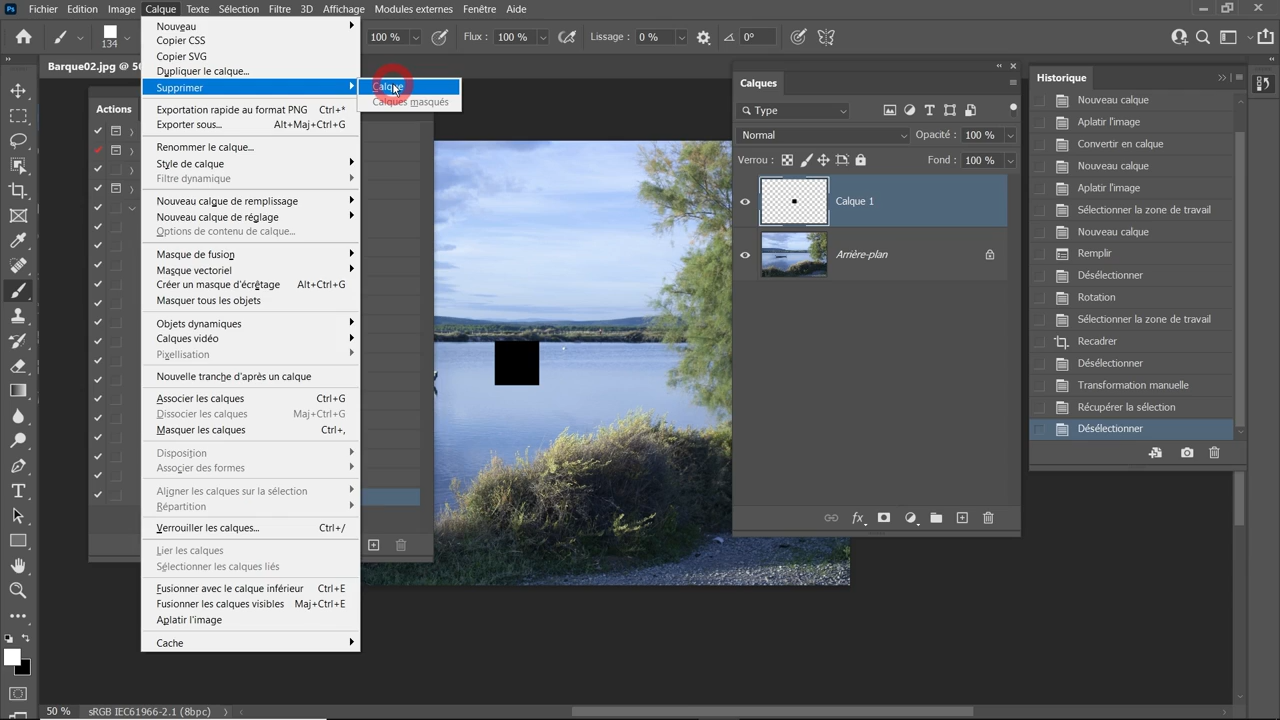 Ps Fichier Edition Image Calque Texte Sélection Filtre 3D Affichage Modules externes Fenêtre Aide
134 100 % Flux : 100 % Lissage : 0 % 0°
Barque02.jpg @ 50
Actions
Nouveau
Copier CSS
Copier SVG
Dupliquer le calque...
Supprimer
Calque
Calques masqués
Exportation rapide au format PNG Ctrl+*
Exporter sous... Alt+Maj+Ctrl+G
Renommer le calque...
Style de calque
Filtre dynamique
Nouveau calque de remplissage
Nouveau calque de réglage
Options de contenu de calque...
Masque de fusion
Masque vectoriel
Créer un masque d'écrêtage Alt+Ctrl+G
Masquer tous les objets
Objets dynamiques
Calques vidéo
Pixellisation
Nouvelle tranche d'après un calque
Associer les calques Ctrl+G
Dissocier les calques Maj+Ctrl+G
Masquer les calques Ctrl+,
Disposition
Associer des formes
Aligner les calques sur la sélection
Répartition
Verrouiller les calques... Ctrl+/
Lier les calques
Sélectionner les calques liés
Fusionner avec le calque inférieur Ctrl+E
Fusionner les calques visibles Maj+Ctrl+E
Aplatir l'image
Cache
Calques
Type
Normal Opacité : 100 %
Verrou : Fond : 100 %
Calque 1
Arrière-plan
fx
Historique
Nouveau calque
Aplatir l'image
Convertir en calque
Nouveau calque
Aplatir l'image
Sélectionner la zone de travail
Nouveau calque
Remplir
Désélectionner
Rotation
Sélectionner la zone de travail
Recadrer
Désélectionner
Transformation manuelle
Récupérer la sélection
Désélectionner
50 % sRGB IEC61966-2.1 (8bpc)